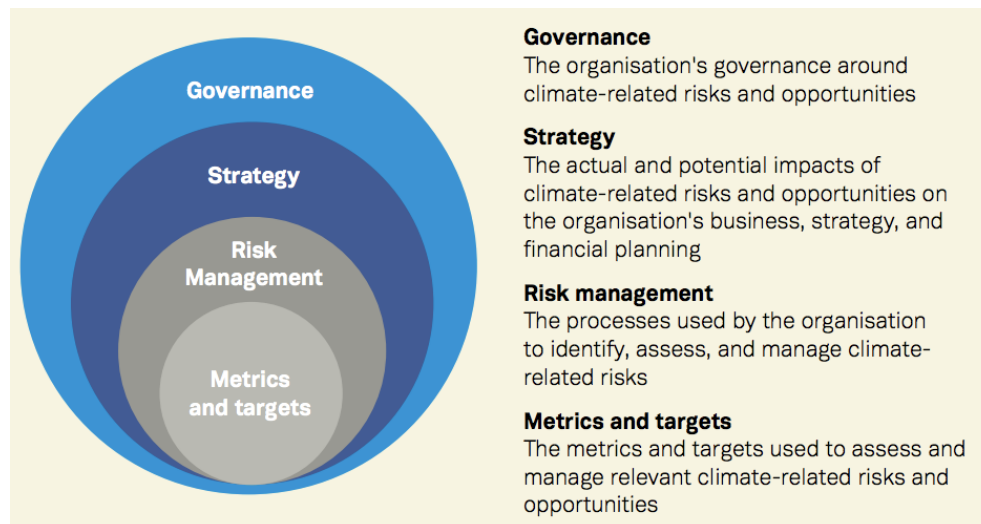 Governance
Strategy
Risk
Management
Metrics
and targets
Governance
The organisation's governance around
climate-related risks and opportunities
Strategy
The actual and potential impacts of
climate-related risks and opportunities on
the organisation's business, strategy, and
financial planning
Risk management
The processes used by the organisation
to identify, assess, and manage climate-
related risks
Metrics and targets
The metrics and targets used to assess and
manage relevant climate-related risks and
opportunities